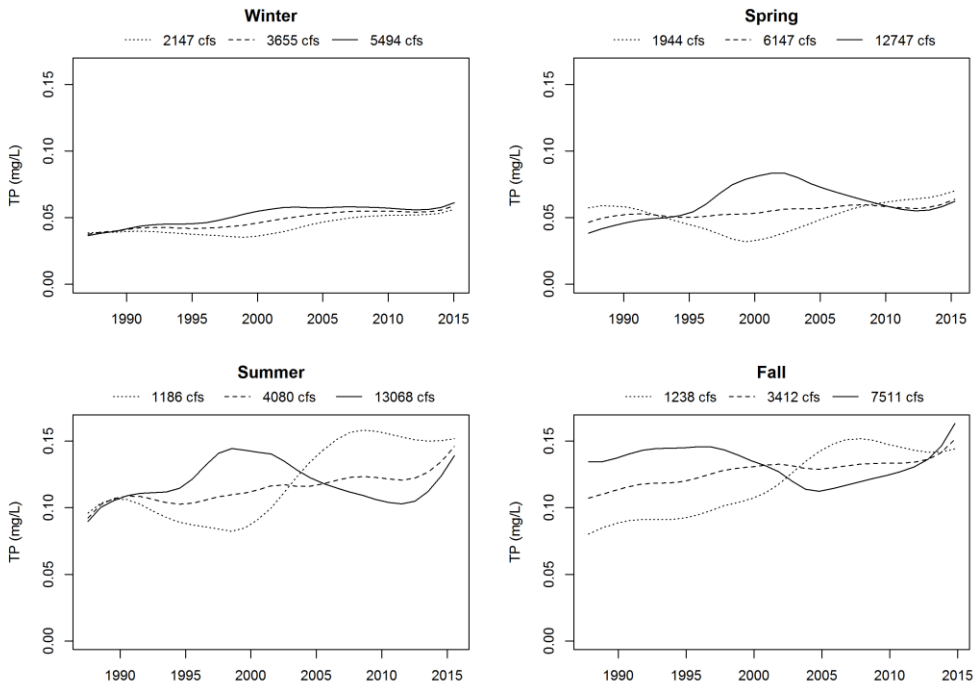 Winter
2147 cfs 3655 cfs 5494 cfs
TP (mg/L)
0.15
0.10
0.05
0.00
1990 1995 2000 2005 2010 2015
Spring
1944 cfs 6147 cfs 12747 cfs
TP (mg/L)
0.15
0.10
0.05
0.00
1990 1995 2000 2005 2010 2015
Summer
1186 cfs 4080 cfs 13068 cfs
TP (mg/L)
0.15
0.10
0.05
0.00
1990 1995 2000 2005 2010 2015
Fall
1238 cfs 3412 cfs 7511 cfs
TP (mg/L)
0.15
0.10
0.05
0.00
1990 1995 2000 2005 2010 2015